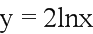 y = 2lnx